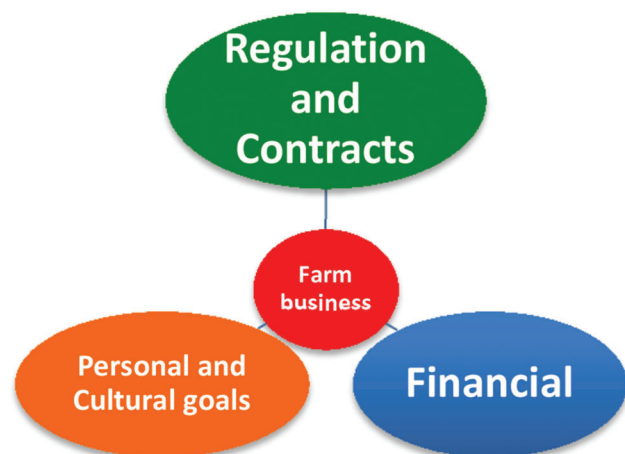 Regulation
and
Contracts
Farm
business
Personal and
Cultural goals
Financial